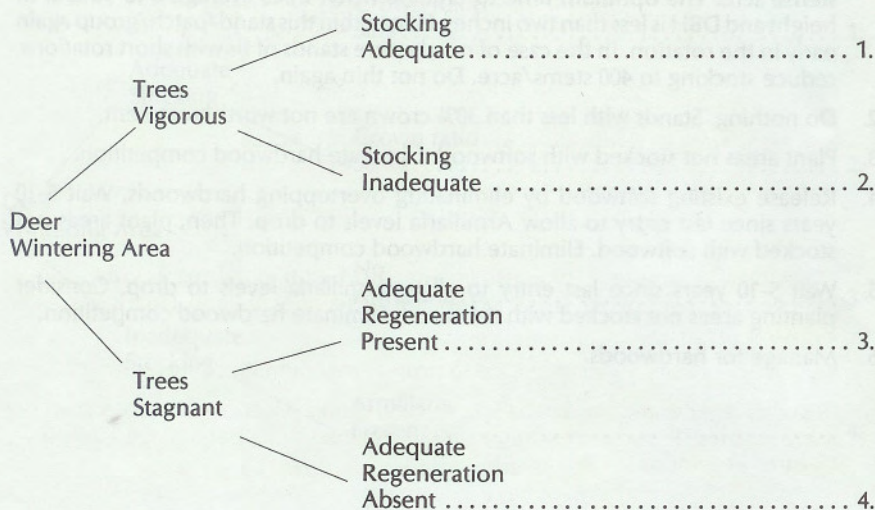 Stocking
Adequate ........................................ 1.
Trees
Vigorous
Stocking
Inadequate ........................................ 2.
Deer
Wintering Area
Adequate
Regeneration
Present ........................................ 3.
Trees
Stagnant
Adequate
Regeneration
Absent ........................................ 4.